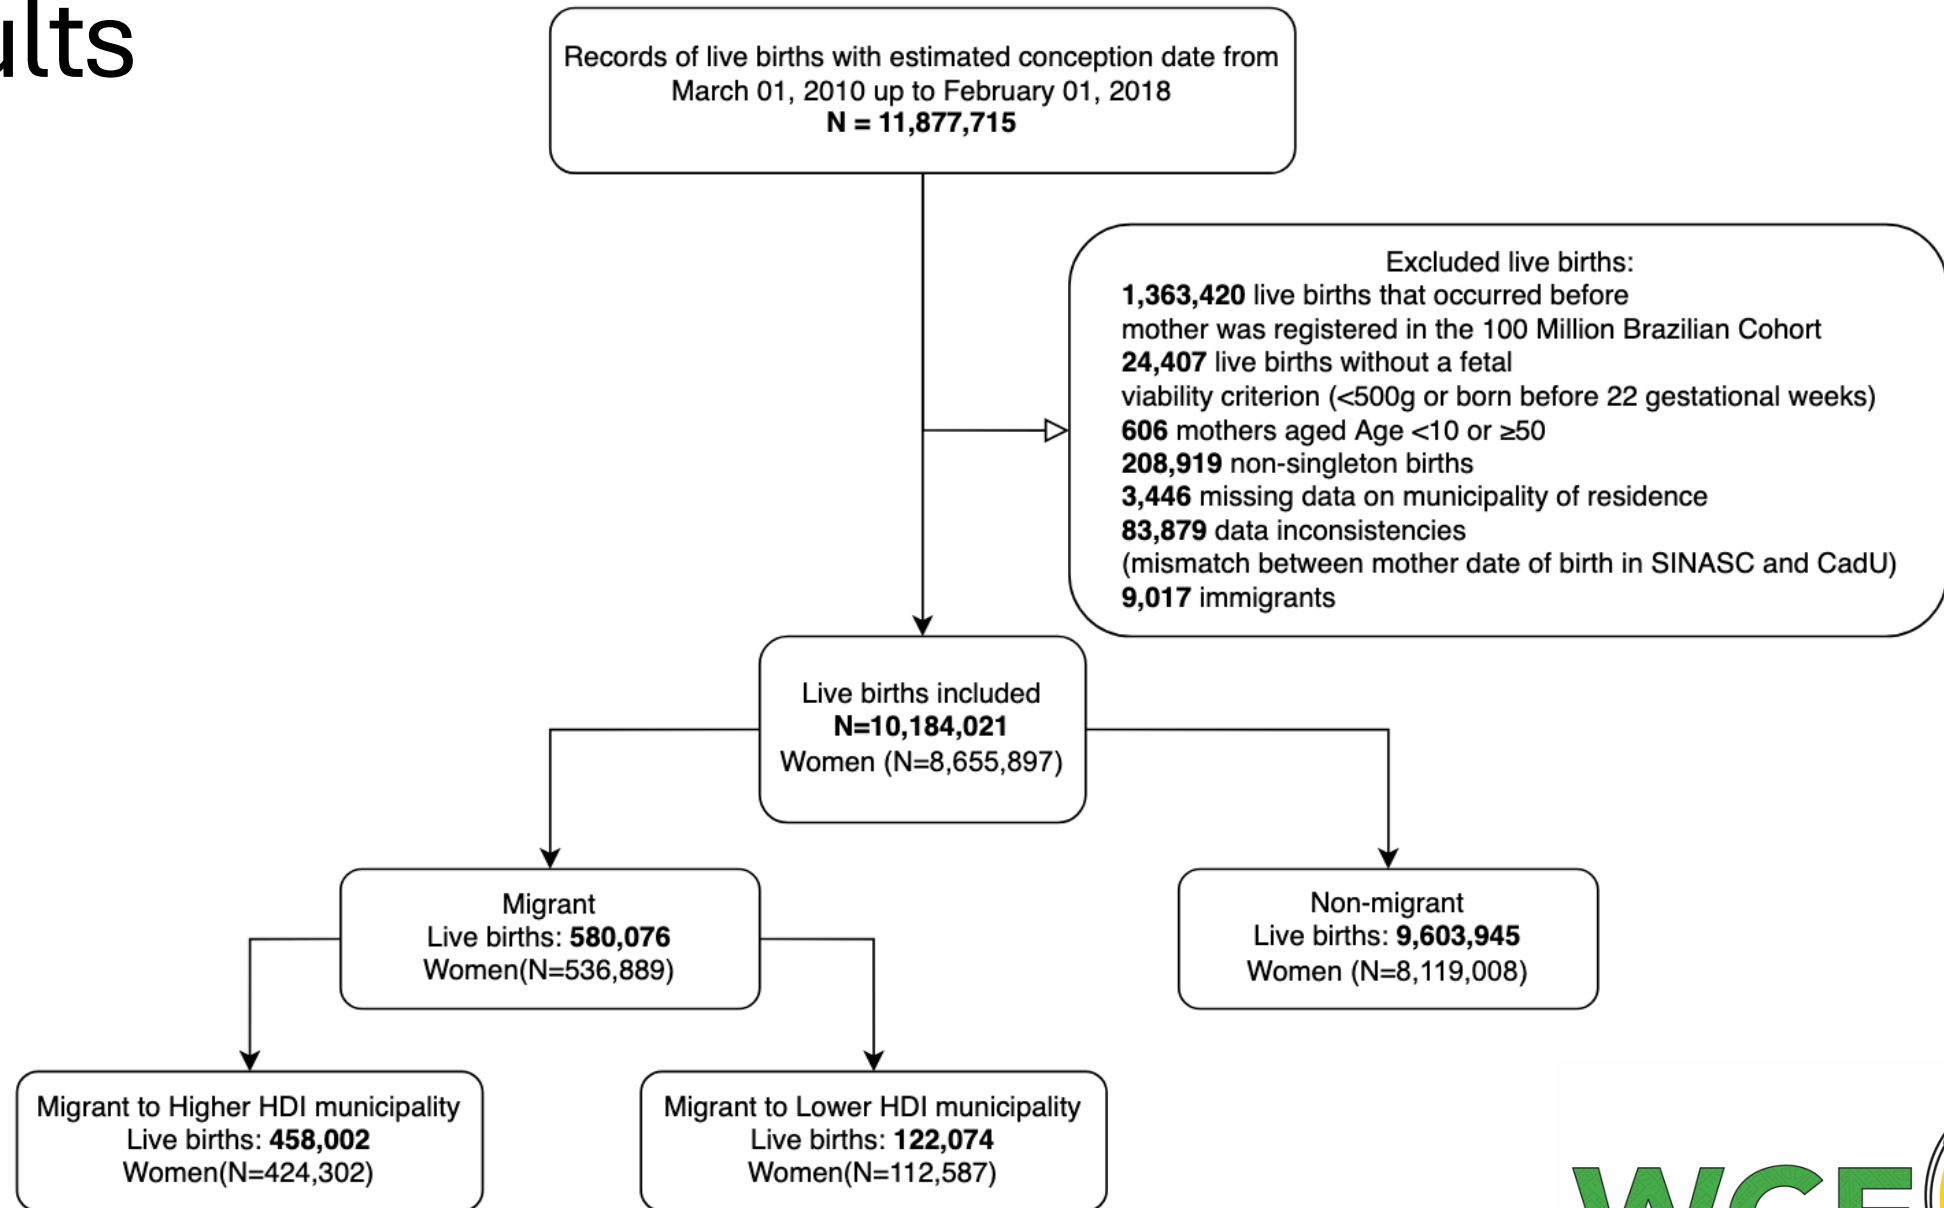 ults
Records of live births with estimated conception date from
March 01, 2010 up to February 01, 2018
N = 11,877,715
Excluded live births:
1,363,420 live births that occurred before
mother was registered in the 100 Million Brazilian Cohort
24,407 live births without a fetal
viability criterion (<500g or born before 22 gestational weeks)
606 mothers aged Age <10 or ≥50
208,919 non-singleton births
3,446 missing data on municipality of residence
83,879 data inconsistencies
(mismatch between mother date of birth in SINASC and CadU)
9,017 immigrants
Live births included
N=10,184,021
Women (N=8,655,897)
Migrant
Live births: 580,076
Women(N=536,889)
Non-migrant
Live births: 9,603,945
Women (N=8,119,008)
Migrant to Higher HDI municipality
Live births: 458,002
Women(N=424,302)
Migrant to Lower HDI municipality
Live births: 122,074
Women(N=112,587)